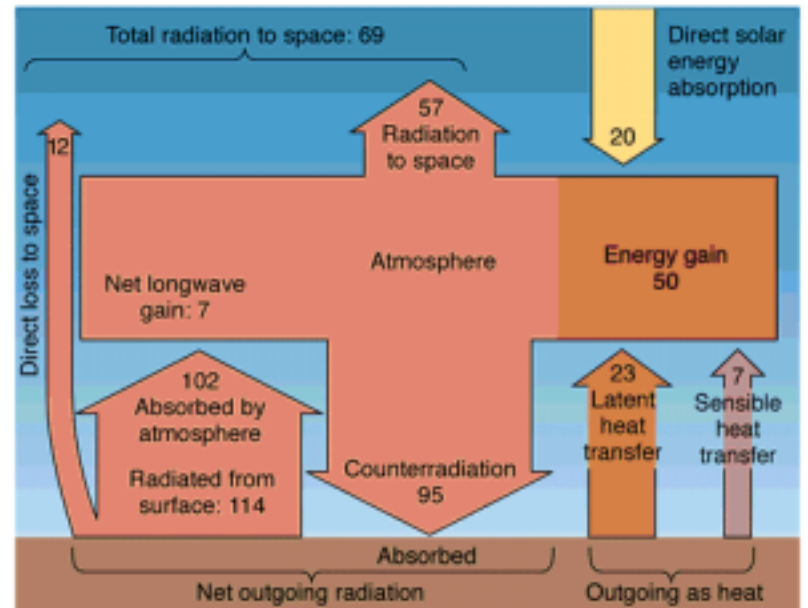 Total radiation to space: 69
Direct solar
energy
absorption
20
57
Radiation
to space
12
Direct loss to space
Atmosphere
Net longwave
gain: 7
Energy gain
50
102
Absorbed by
atmosphere
Radiated from
surface: 114
Counterradiation
95
23
Latent
heat
transfer
7
Sensible
heat
transfer
Absorbed
Net outgoing radiation
Outgoing as heat